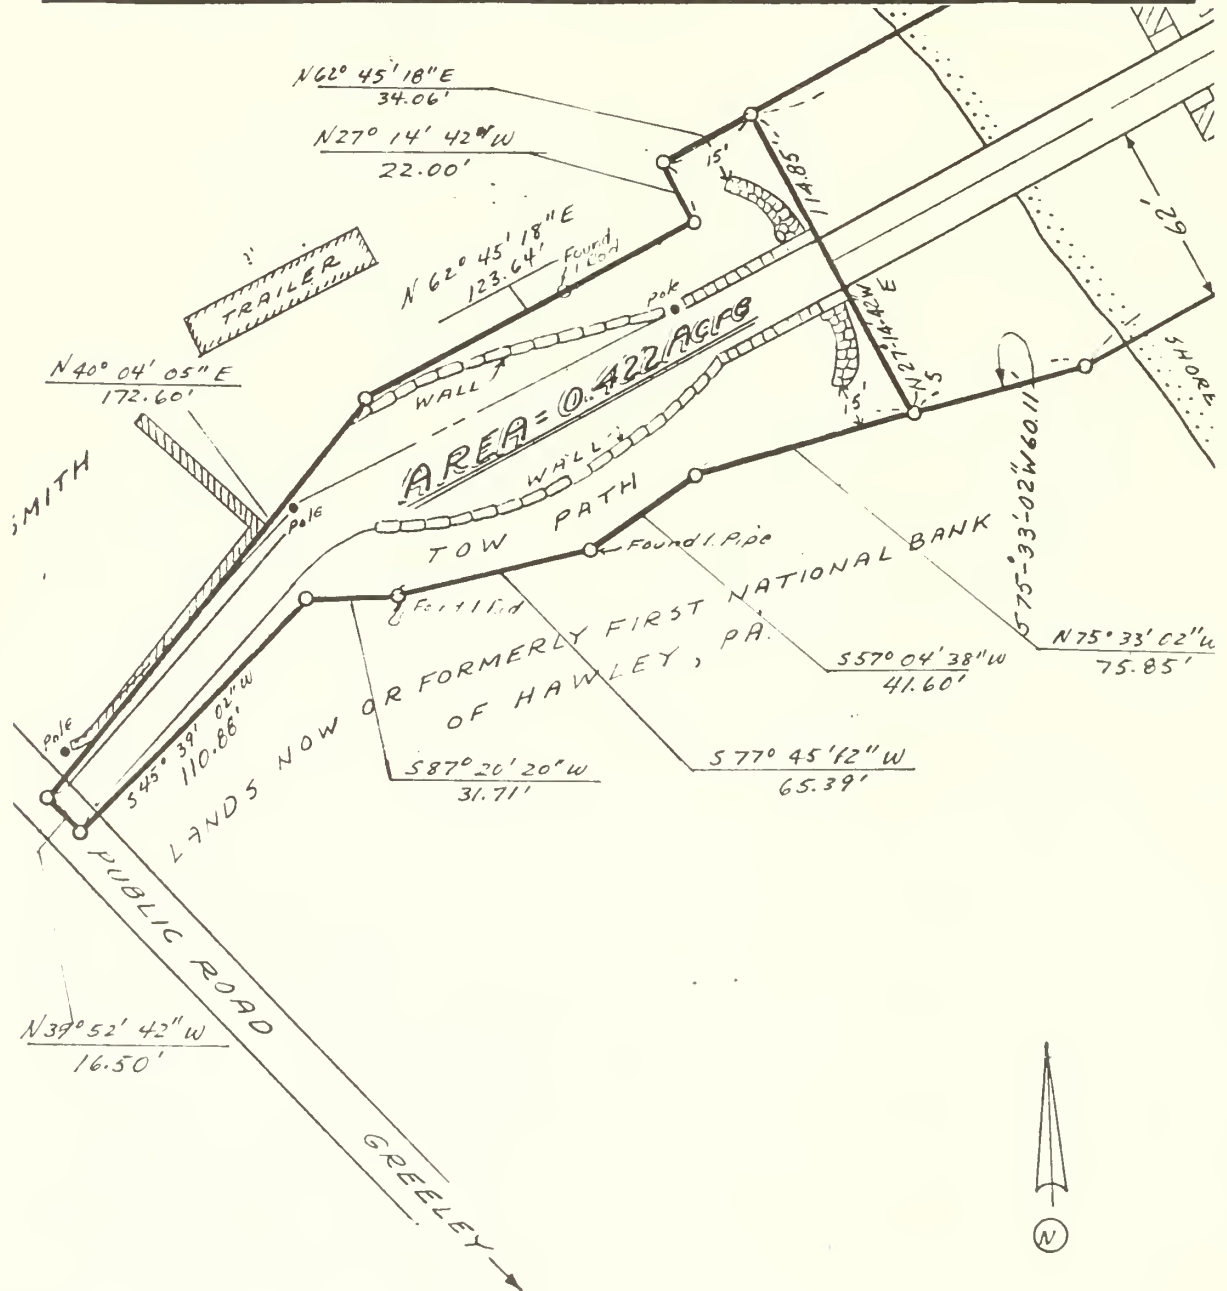 N62° 45' 18" E
34.06'
N27° 14' 42" W
22.00'
15'
114.85'
N 62° 45' 18" E
123.64'
Found
TRAILER
Pole
62'
N40° 04' 05" E
172.60'
WALL
AREA = 0.422 Acre
N27°-14'-42"W
E
S
SHORE
5'
WALL
SMITH
Pole
TOW PATH
Found I. Pipe
S75°-33'-02"W 60.11'
LANDS NOW OR FORMERLY FIRST NATIONAL BANK
OF HAWLEY, PA.
N75° 33' 02" W
75.85'
S57° 04' 38" W
41.60'
S 77° 45' 12" W
65.39'
S87° 20' 20" W
31.71'
Pole
S45° 39' 02" W
110.88'
PUBLIC ROAD
N39° 52' 42" W
16.50'
GREELEY
N